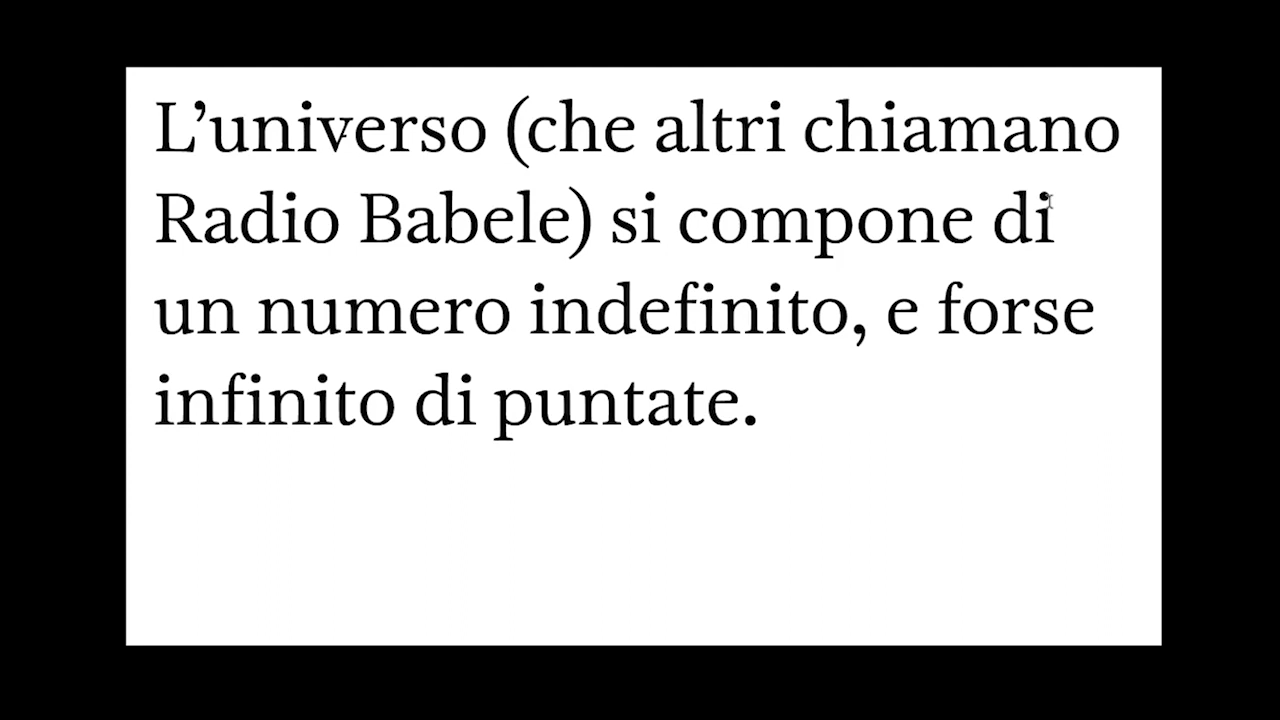 L’universo (che altri chiamano
Radio Babele) si compone di
un numero indefinito, e forse
infinito di puntate.